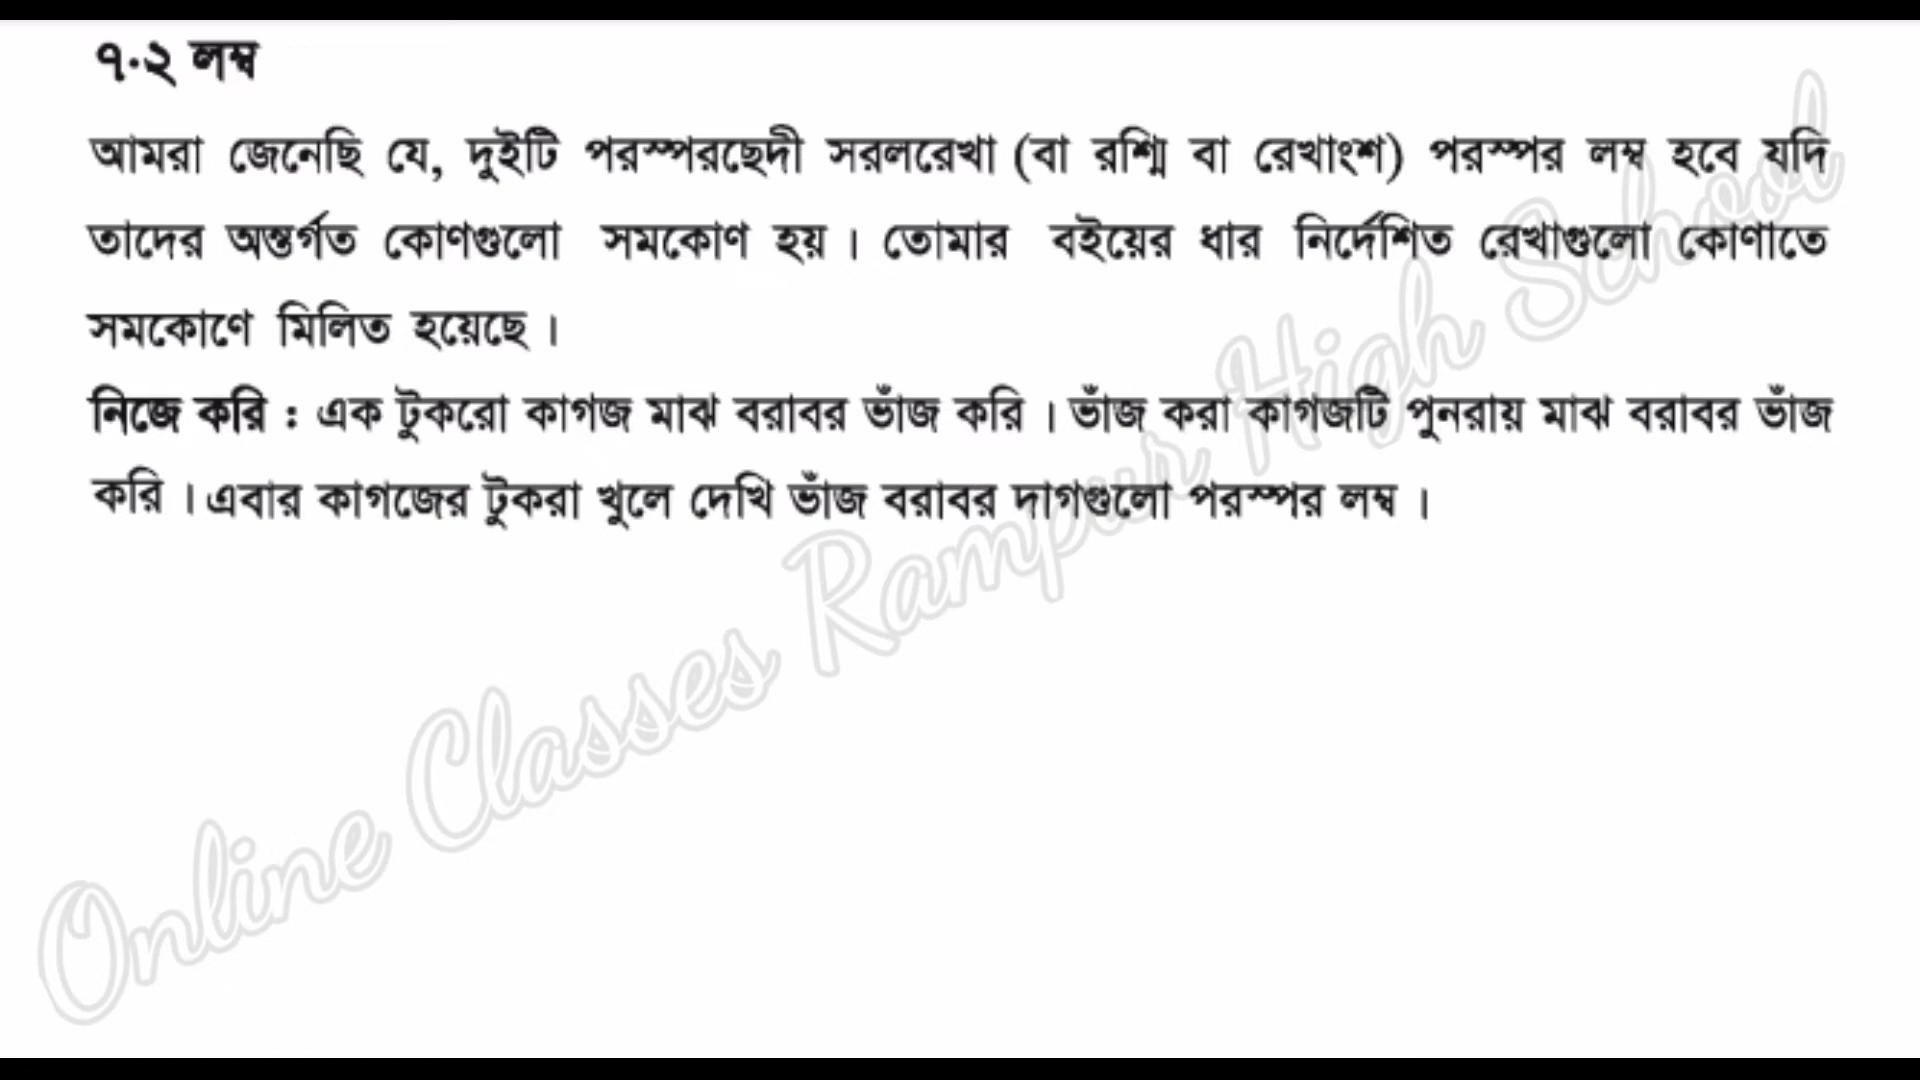 ৭·২ লম্ব
আমরা জেনেছি যে, দুইটি পরস্পরছেদী সরলরেখা (বা রশ্মি বা রেখাংশ) পরস্পর লম্ব হবে যদি
তাদের অন্তর্গত কোণগুলো সমকোণ হয়। তোমার বইয়ের ধার নির্দেশিত রেখাগুলো কোণাতে
সমকোণে মিলিত হয়েছে।
নিজে করি : এক টুকরো কাগজ মাঝ বরাবর ভাঁজ করি। ভাঁজ করা কাগজটি পুনরায় মাঝ বরাবর ভাঁজ
করি। এবার কাগজের টুকরা খুলে দেখি ভাঁজ বরাবর দাগগুলো পরস্পর লম্ব।
Online Classes Rampur High School